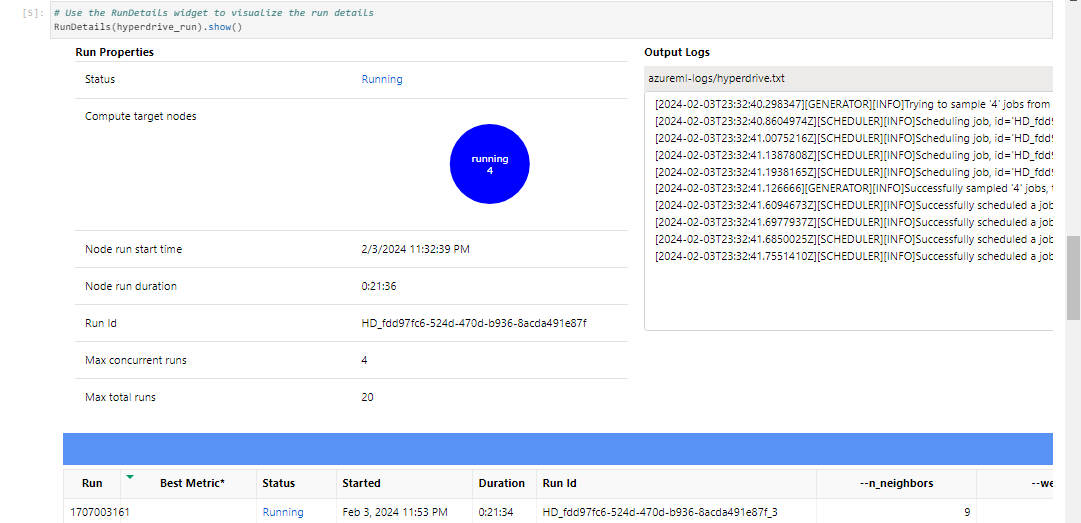 [5]: # Use the RunDetails widget to visualize the run details
RunDetails(hyperdrive_run).show()
Run Properties
Status Running
Compute target nodes
running
4
Node run start time 2/3/2024 11:32:39 PM
Node run duration 0:21:36
Run Id HD_fdd97fc6-524d-470d-b936-8acda491e87f
Max concurrent runs 4
Max total runs 20
Output Logs
azureml-logs/hyperdrive.txt
[2024-02-03T23:32:40.298347][GENERATOR][INFO]Trying to sample '4' jobs from
[2024-02-03T23:32:40.8604974Z][SCHEDULER][INFO]Scheduling job, id='HD_fdd9
[2024-02-03T23:32:41.0075216Z][SCHEDULER][INFO]Scheduling job, id='HD_fdd9
[2024-02-03T23:32:41.1387808Z][SCHEDULER][INFO]Scheduling job, id='HD_fdd9
[2024-02-03T23:32:41.1938165Z][SCHEDULER][INFO]Scheduling job, id='HD_fdd9
[2024-02-03T23:32:41.126666][GENERATOR][INFO]Successfully sampled '4' jobs,
[2024-02-03T23:32:41.6094673Z][SCHEDULER][INFO]Successfully scheduled a job
[2024-02-03T23:32:41.6977937Z][SCHEDULER][INFO]Successfully scheduled a job
[2024-02-03T23:32:41.6850025Z][SCHEDULER][INFO]Successfully scheduled a job
[2024-02-03T23:32:41.7551410Z][SCHEDULER][INFO]Successfully scheduled a job
Run Best Metric* Status Started Duration Run Id --n_neighbors --we
1707003161 Running Feb 3, 2024 11:53 PM 0:21:34 HD_fdd97fc6-524d-470d-b936-8acda491e87f_3 9